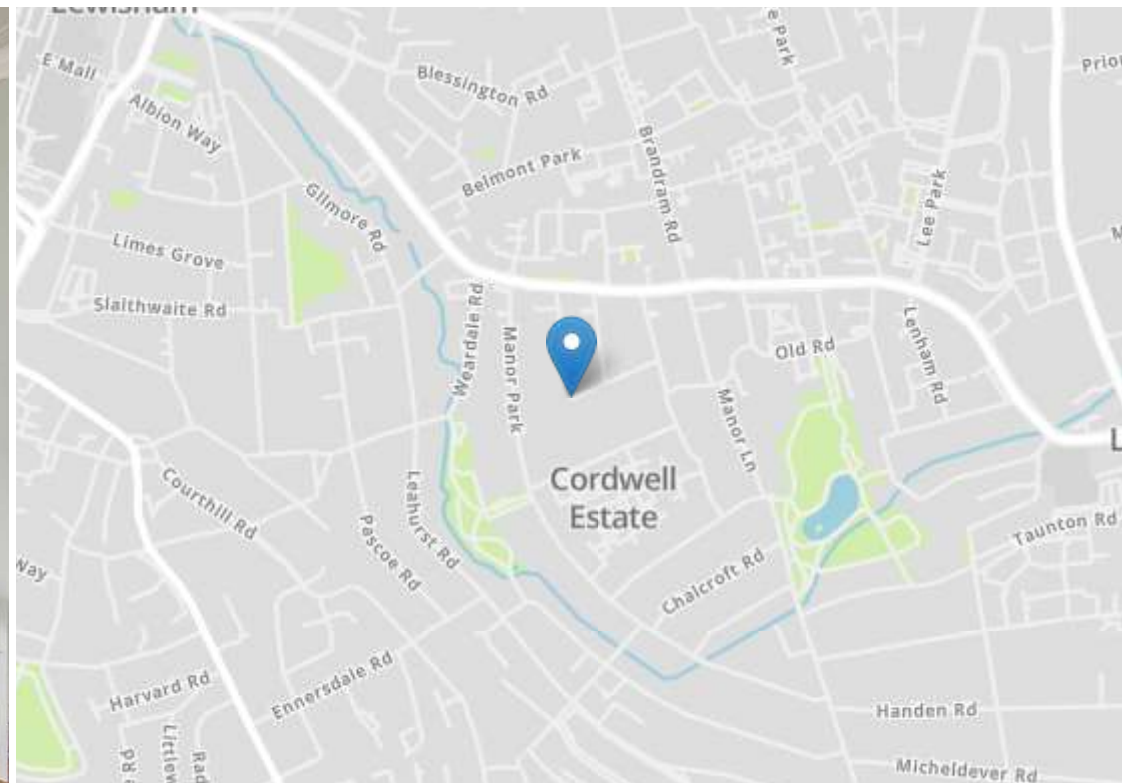 Lewisham
E Mall
Albion Way
Blessington Rd
Belmont Park
Brandram Rd
e Park
Lee Park
Gilmore Rd
Limes Grove
Slaithwaite Rd
Weardale Rd
Manor Park
Old Rd
Lenham Rd
Manor Ln
Cordwell
Estate
Courthill Rd
Leahurst Rd
Pascoe Rd
Chalcroft Rd
Taunton Rd
Way
Harvard Rd
Ennersdale Rd
Handen Rd
Micheldever Rd